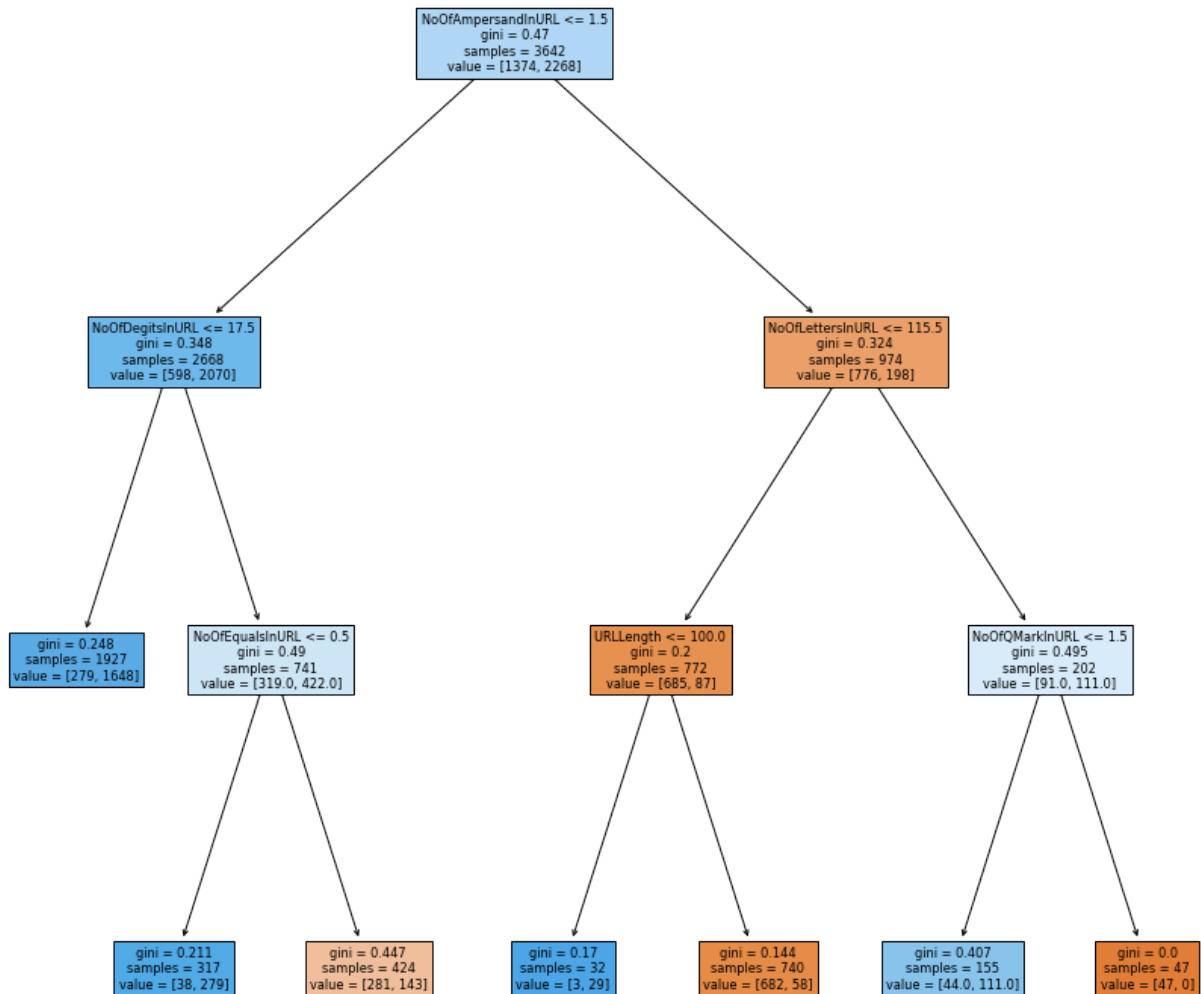 NoOfAmpersandInURL <= 1.5
gini = 0.47
samples = 3642
value = [1374, 2268]
NoOfDegitsInURL <= 17.5
gini = 0.348
samples = 2668
value = [598, 2070]
NoOfLettersInURL <= 115.5
gini = 0.324
samples = 974
value = [776, 198]
gini = 0.248
samples = 1927
value = [279, 1648]
NoOfEqualsInURL <= 0.5
gini = 0.49
samples = 741
value = [319.0, 422.0]
URLLength <= 100.0
gini = 0.2
samples = 772
value = [685, 87]
NoOfQMarkInURL <= 1.5
gini = 0.495
samples = 202
value = [91.0, 111.0]
gini = 0.211
samples = 317
value = [38, 279]
gini = 0.447
samples = 424
value = [281, 143]
gini = 0.17
samples = 32
value = [3, 29]
gini = 0.144
samples = 740
value = [682, 58]
gini = 0.407
samples = 155
value = [44.0, 111.0]
gini = 0.0
samples = 47
value = [47, 0]